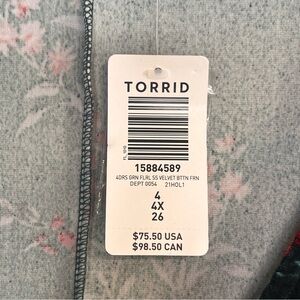 TORRID
15884589
4DRS GRN FLRL SS VELVET BTTN FRN
DEPT 0054 21HOL1
4
4X
26
$75.50 USA
$98.50 CAN